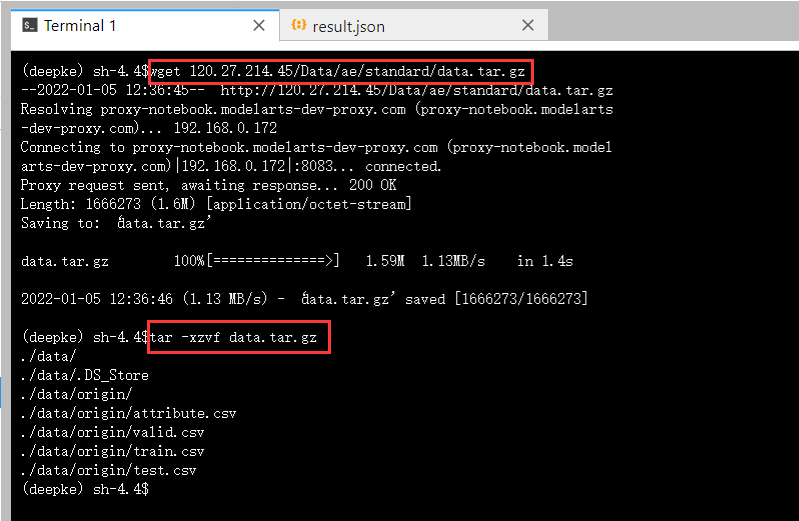 Terminal 1
result.json
(deepke) sh-4.4$wget 120.27.214.45/Data/ae/standard/data.tar.gz
--2022-01-05 12:36:45--  http://120.27.214.45/Data/ae/standard/data.tar.gz
Resolving proxy-notebook.modelarts-dev-proxy.com (proxy-notebook.modelarts
-dev-proxy.com)... 192.168.0.172
Connecting to proxy-notebook.modelarts-dev-proxy.com (proxy-notebook.model
arts-dev-proxy.com)|192.168.0.172|:8083... connected.
Proxy request sent, awaiting response... 200 OK
Length: 1666273 (1.6M) [application/octet-stream]
Saving to: ‘data.tar.gz’
data.tar.gz 100%[==============>] 1.59M 1.13MB/s in 1.4s
2022-01-05 12:36:46 (1.13 MB/s) - ‘data.tar.gz’ saved [1666273/1666273]
(deepke) sh-4.4$tar -xzvf data.tar.gz
./data/
./data/.DS_Store
./data/origin/
./data/origin/attribute.csv
./data/origin/valid.csv
./data/origin/train.csv
./data/origin/test.csv
(deepke) sh-4.4$